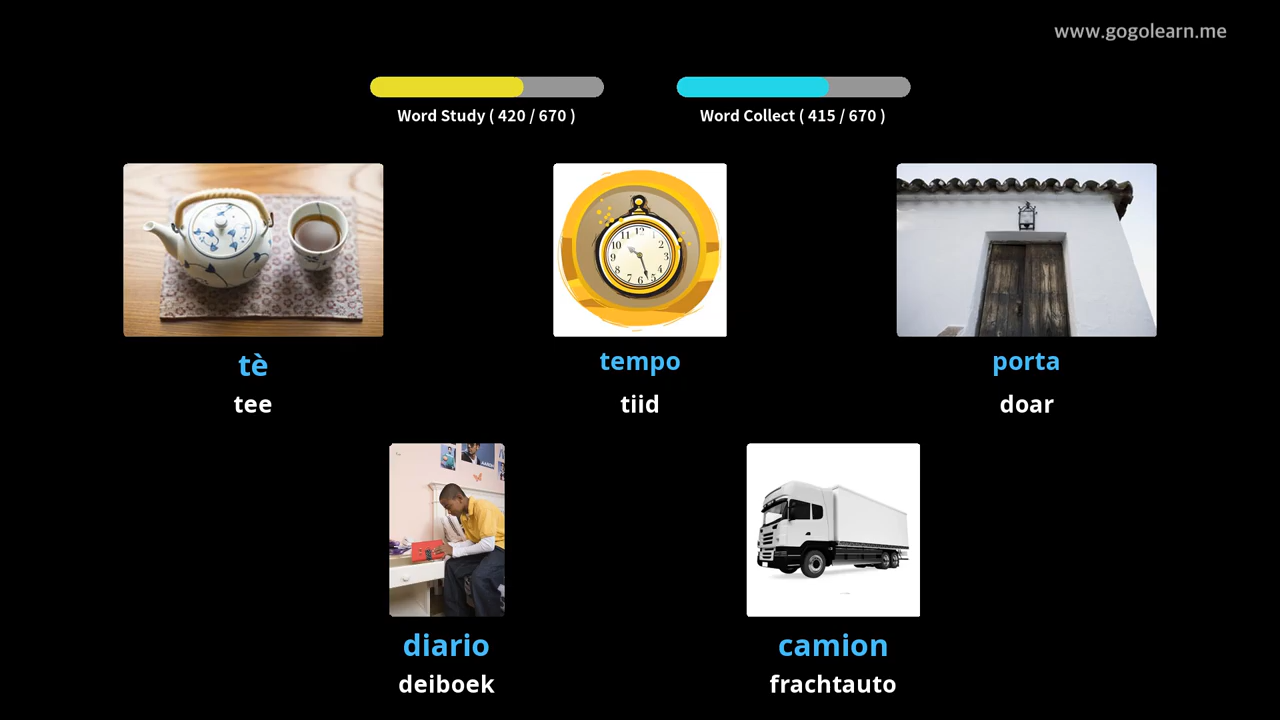 www.gogolearn.me
Word Study ( 420 / 670 )
Word Collect ( 415 / 670 )
tè
tee
tempo
tiid
porta
doar
diario
deiboek
camion
frachtauto